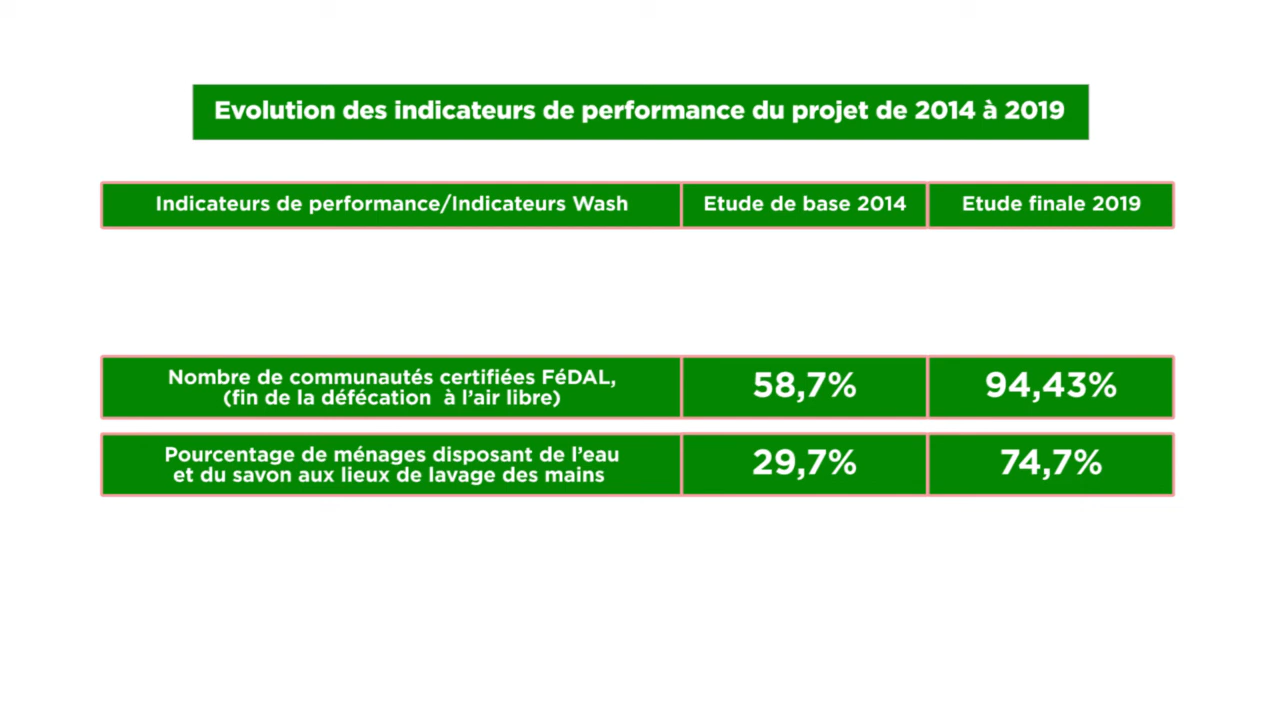 Evolution des indicateurs de performance du projet de 2014 à 2019
Indicateurs de performance/Indicateurs Wash
Etude de base 2014
Etude finale 2019
Nombre de communautés certifiées FéDAL,
(fin de la défécation à l’air libre)
58,7%
94,43%
Pourcentage de ménages disposant de l’eau
et du savon aux lieux de lavage des mains
29,7%
74,7%